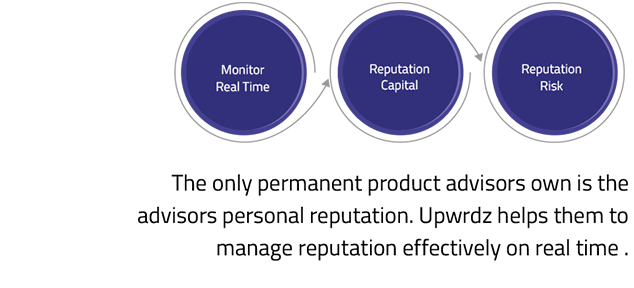 Monitor
Real Time
Reputation
Capital
Reputation
Risk
The only permanent product advisors own is the
advisors personal reputation. Upwrdz helps them to
manage reputation effectively on real time .